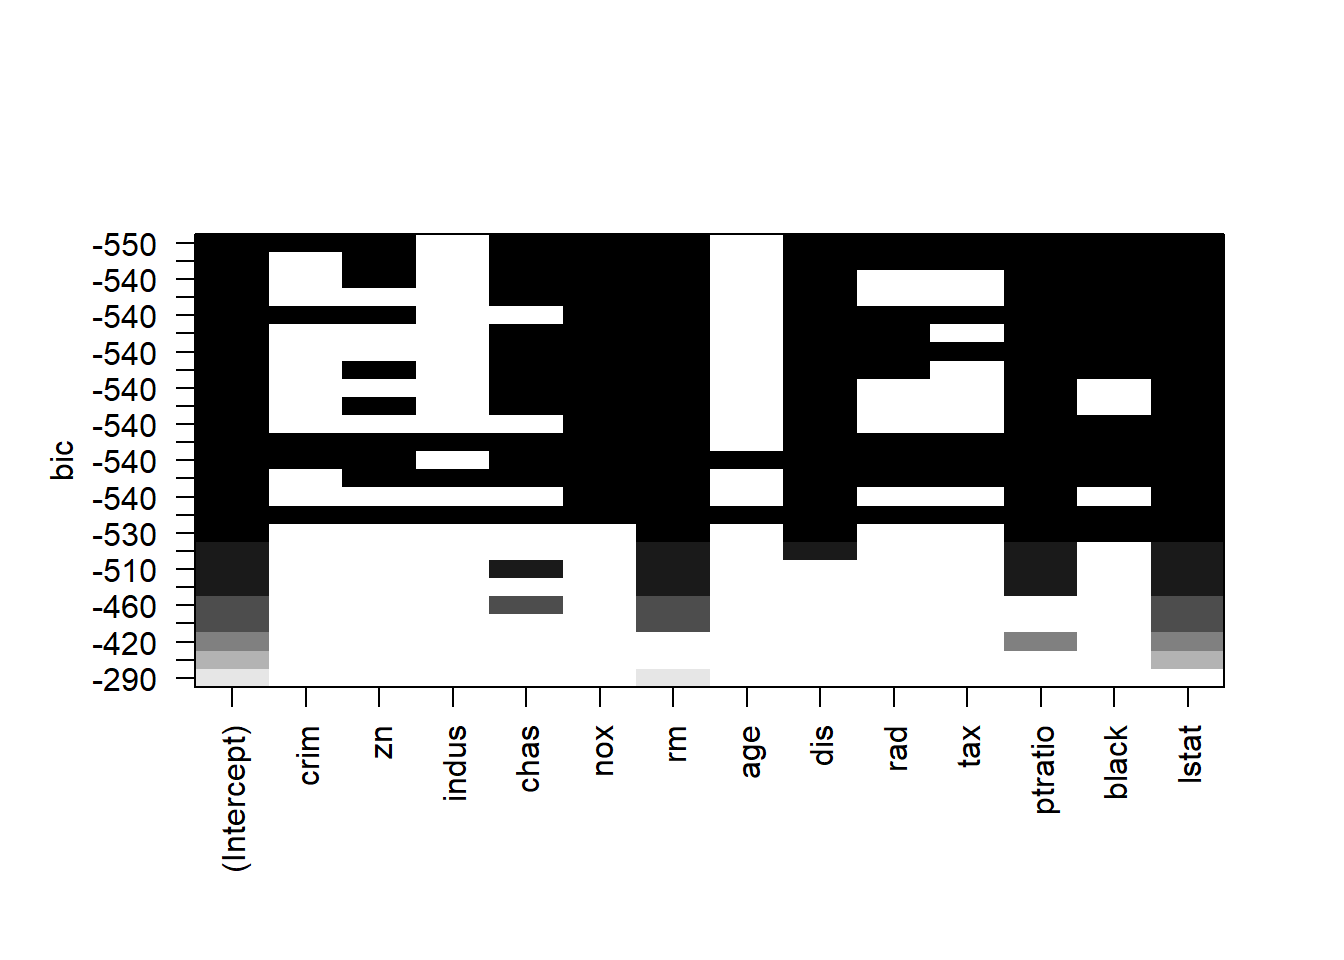 -550
-540
-540
-540
-540
-540
-540
-540
-530
-510
-460
-420
-290
bic
(Intercept)
crim
zn
indus
chas
nox
rm
age
dis
rad
tax
ptratio
black
lstat